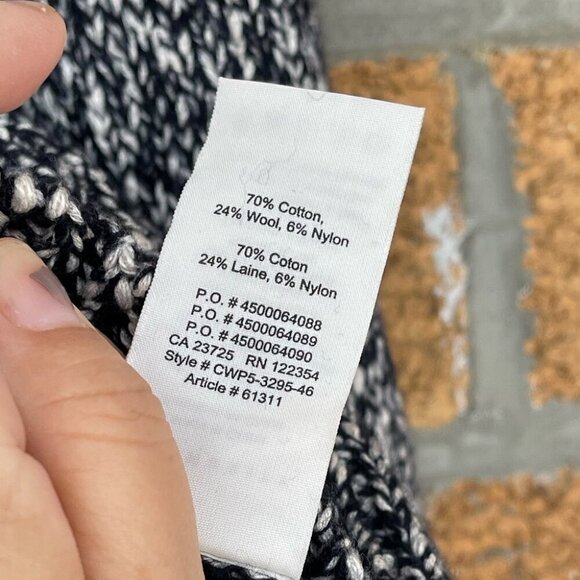 70% Cotton,
24% Wool, 6% Nylon
70% Coton
24% Laine, 6% Nylon
P.O. # 4500064088
P.O. # 4500064089
P.O. # 4500064090
CA 23725 RN 122354
Style # CWP5-3295-46
Article # 61311